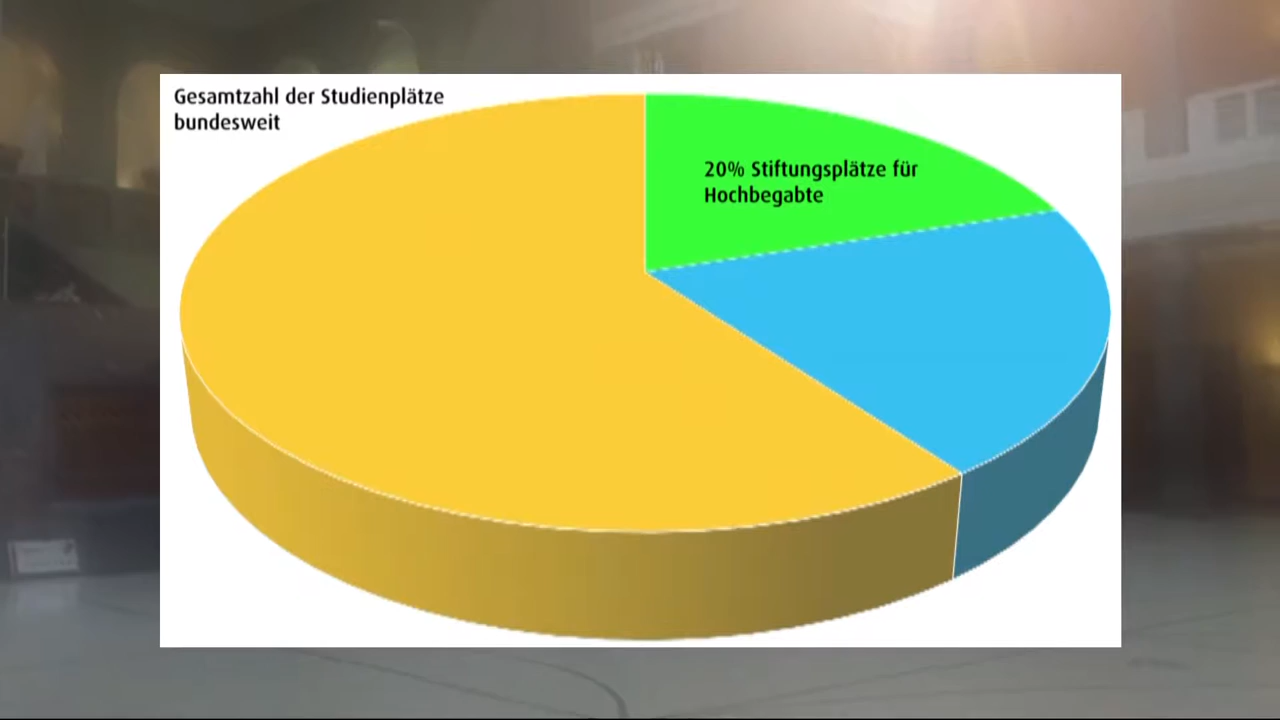 Gesamtzahl der Studienplätze
bundesweit
20% Stiftungsplätze für
Hochbegabte